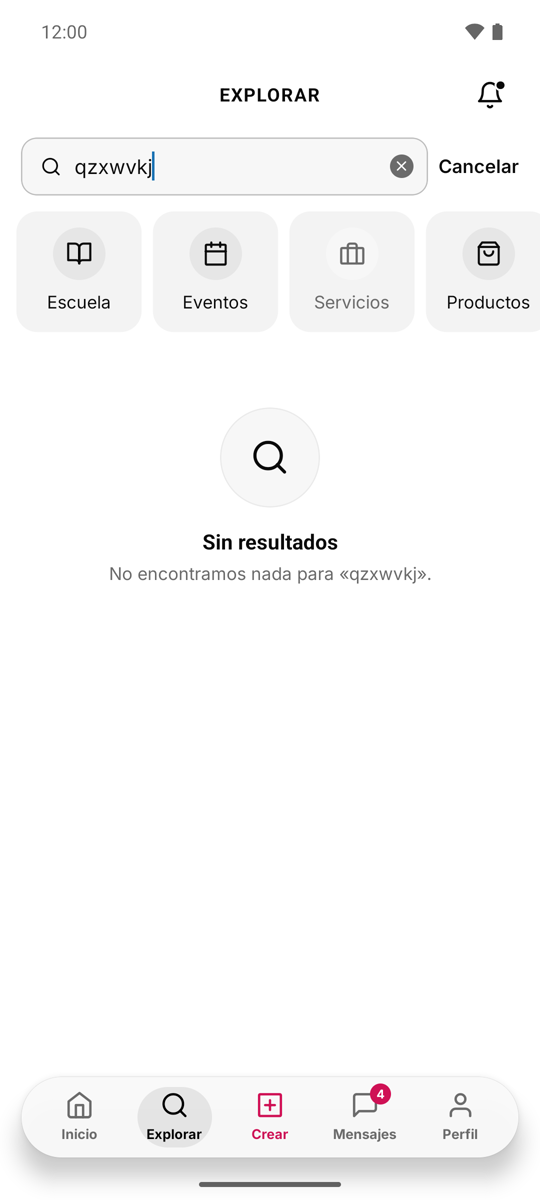 12:00
EXPLORAR
qzxwvkj
Cancelar
Escuela
Eventos
Servicios
Productos
Sin resultados
No encontramos nada para «qzxwvkj».
4
Inicio
Explorar
Crear
Mensajes
Perfil